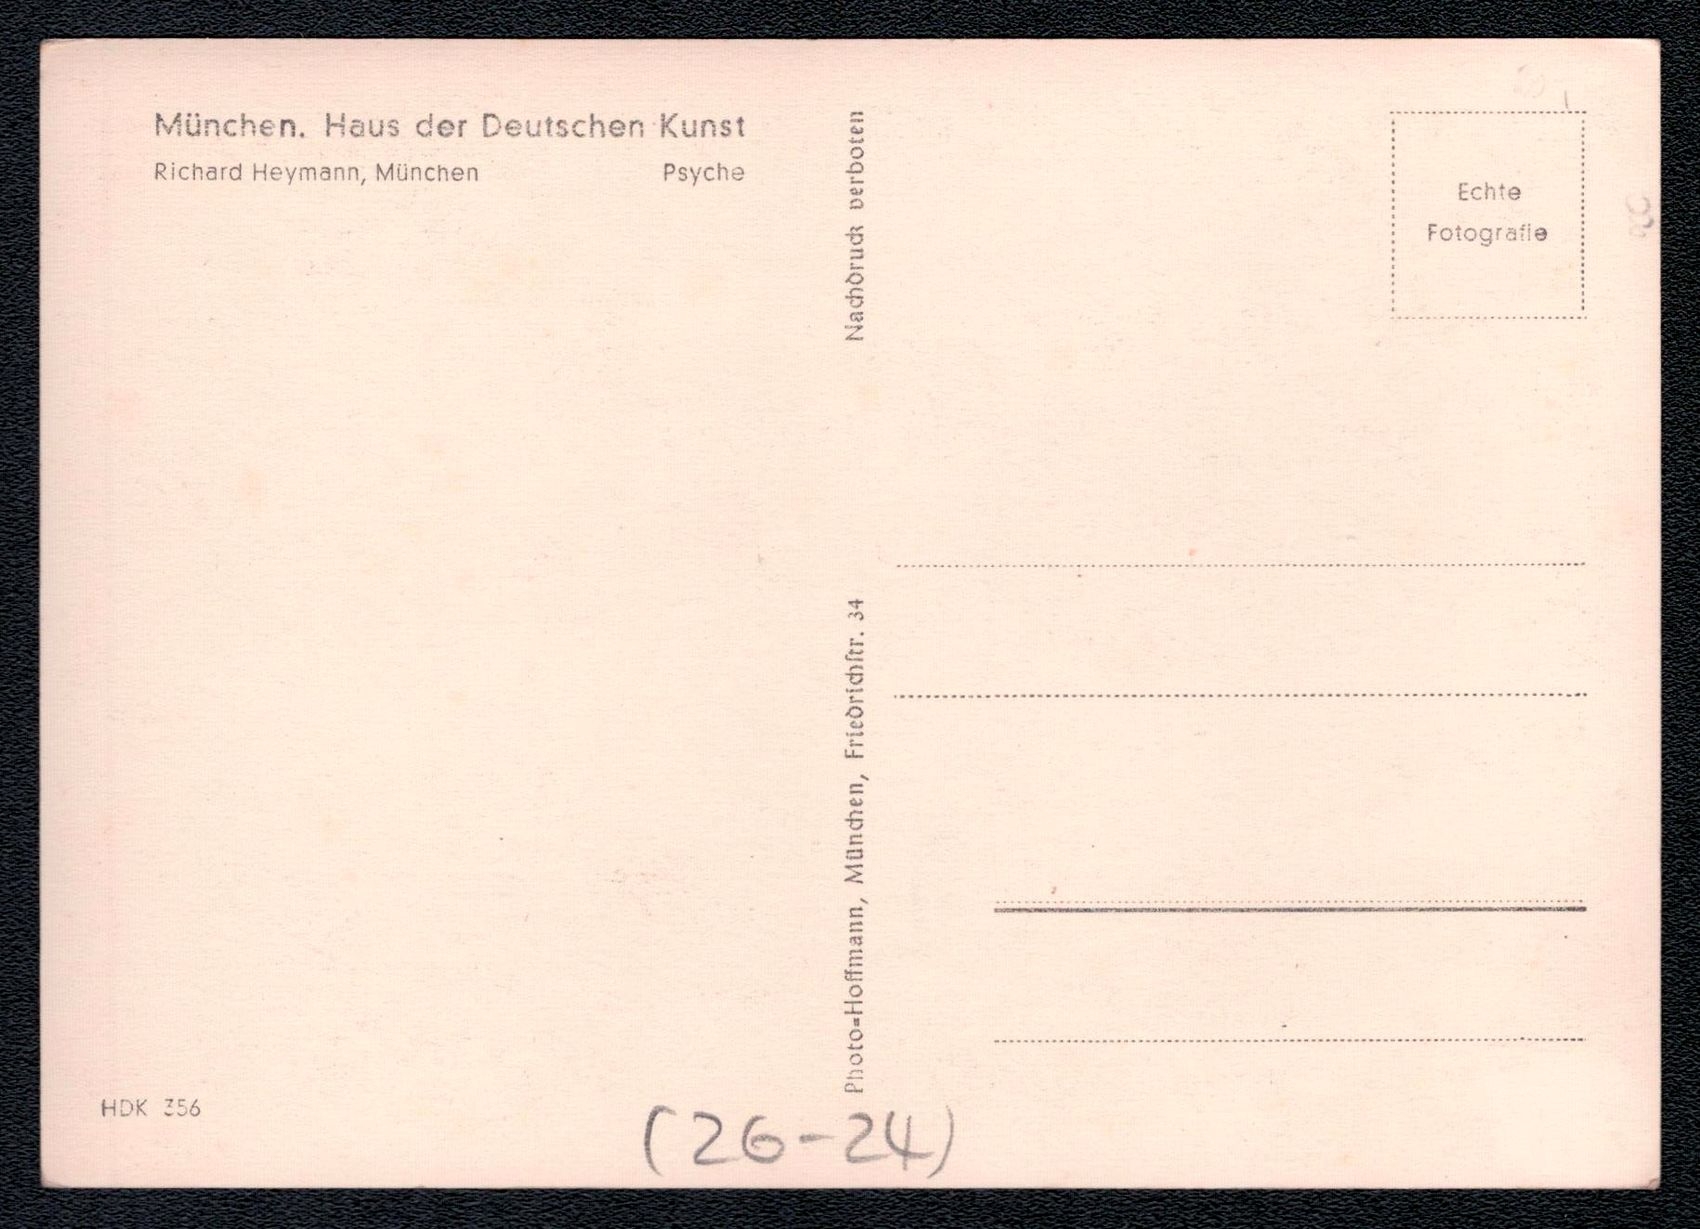 München. Haus der Deutschen Kunst
Richard Heymann, München Psyche
Nachdruck verboten
Echte
Fotografie
Photo=Hoffmann, München, Friedrichstr. 34
HDK 356
(26-24)